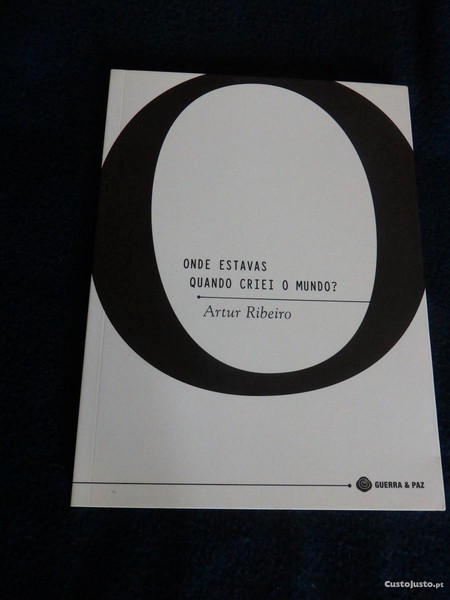 O
ONDE ESTAVAS
QUANDO CRIEI O MUNDO?
Artur Ribeiro
GUERRA & PAZ
CustoJusto.pt